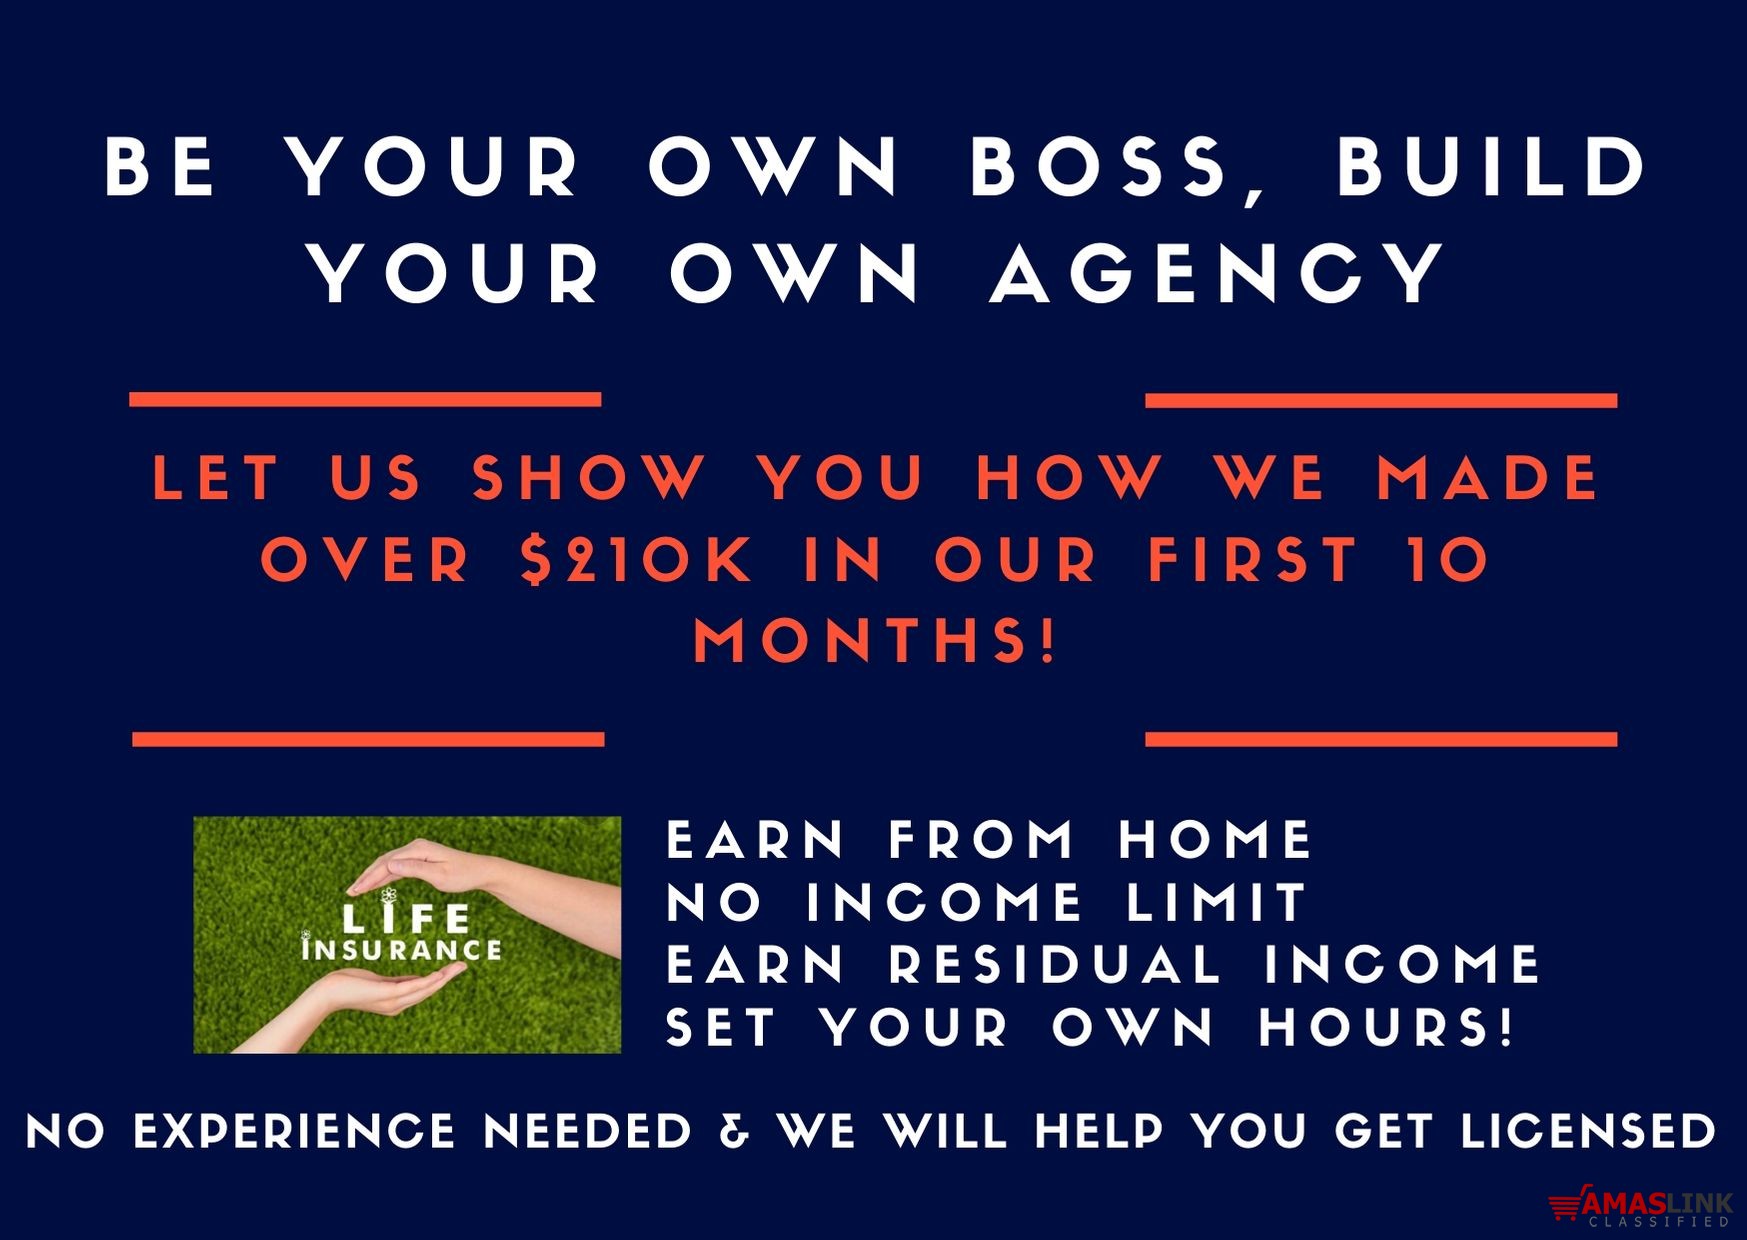 BE YOUR OWN BOSS, BUILD
YOUR OWN AGENCY
LET US SHOW YOU HOW WE MADE
OVER $210K IN OUR FIRST 10
MONTHS!
LIFE
INSURANCE
EARN FROM HOME
NO INCOME LIMIT
EARN RESIDUAL INCOME
SET YOUR OWN HOURS!
NO EXPERIENCE NEEDED & WE WILL HELP YOU GET LICENSED
AMASLINK
CLASSIFIED